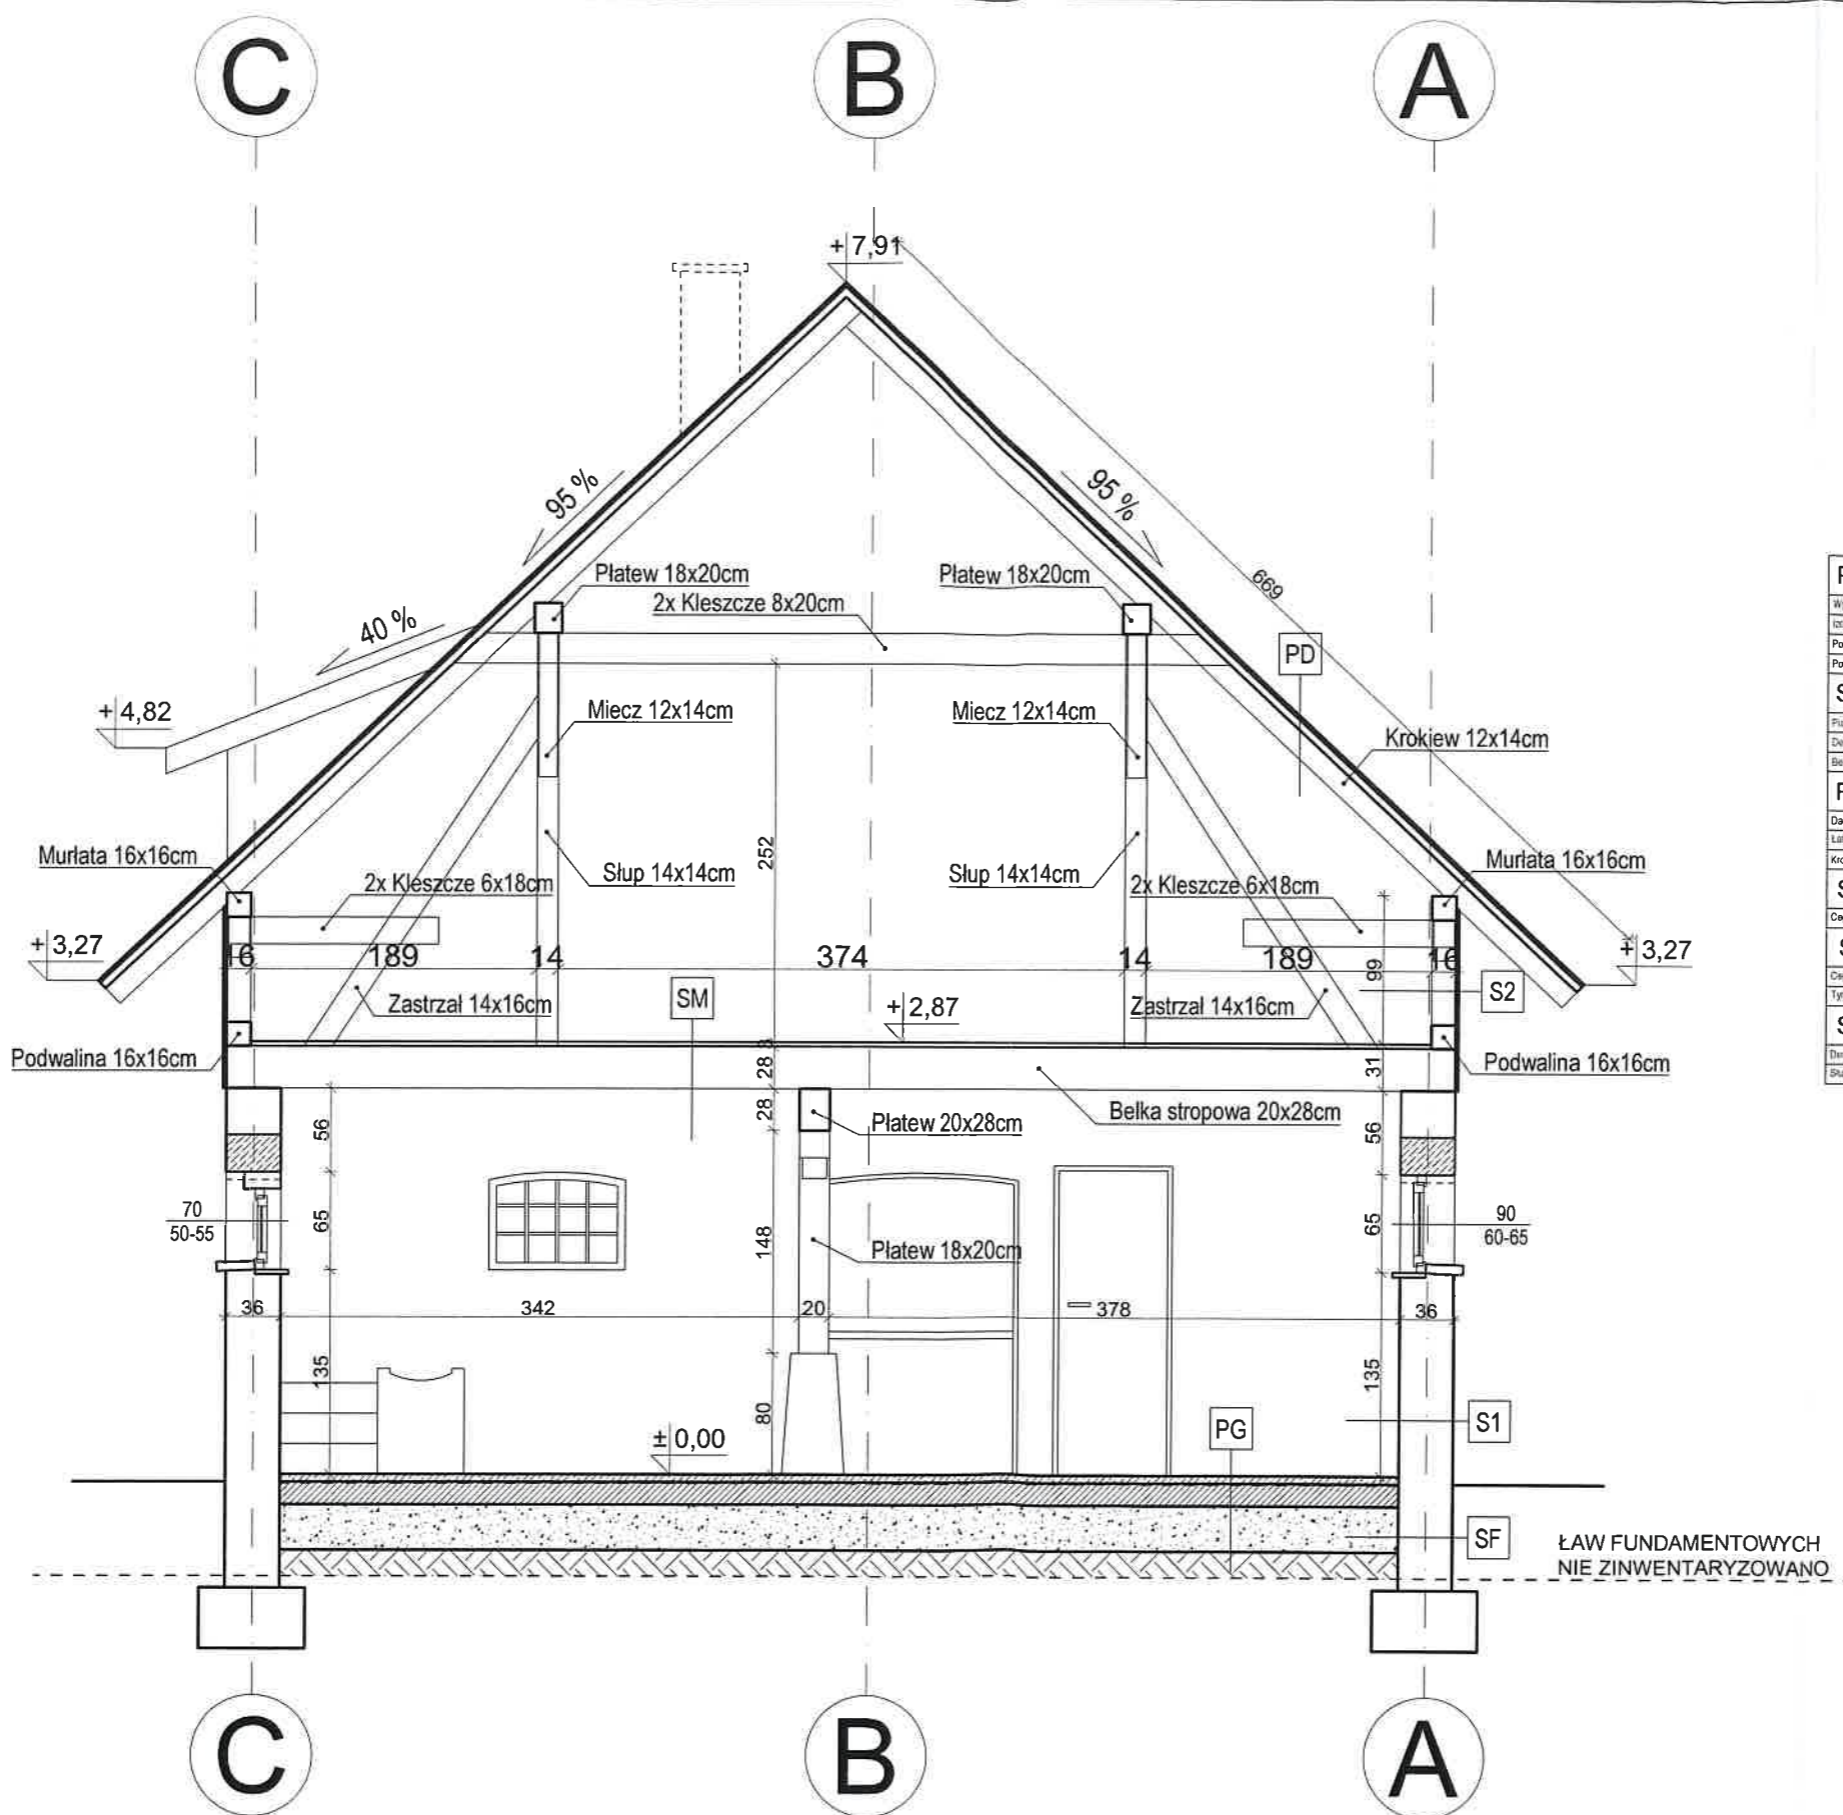 C
B
A
+ 7,91
95 %
95 %
669
Płatew 18x20cm
Płatew 18x20cm
2x Kleszcze 8x20cm
40 %
PD
+ 4,82
Miecz 12x14cm
Miecz 12x14cm
Krokiew 12x14cm
Murłata 16x16cm
252
Murłata 16x16cm
2x Kleszcze 6x18cm
Słup 14x14cm
Słup 14x14cm
2x Kleszcze 6x18cm
+ 3,27
16
189
14
374
14
189
99
16
+ 3,27
SM
S2
Zastrzał 14x16cm
+ 2,87
Zastrzał 14x16cm
Podwalina 16x16cm
3
28
31
Podwalina 16x16cm
28
Płatew 20x28cm
Belka stropowa 20x28cm
56
56
70
50-55
65
148
Płatew 18x20cm
65
90
60-65
36
342
20
378
36
135
80
135
± 0,00
PG
S1
SF
ŁAW FUNDAMENTOWYCH
NIE ZINWENTARYZOWANO
C
B
A